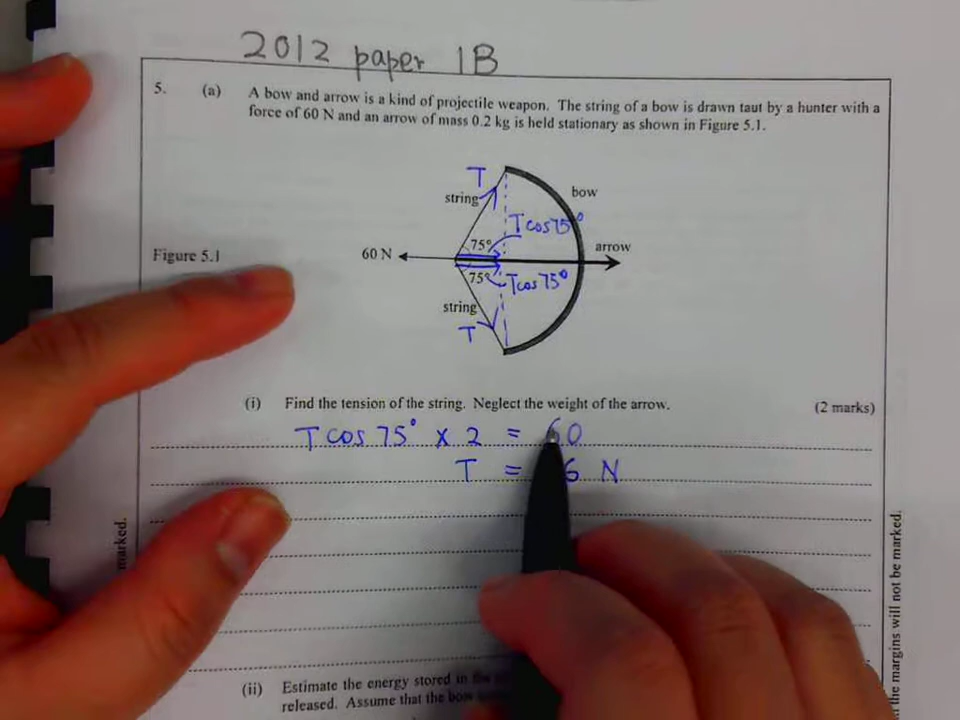 2012 paper 1B
5. (a) A bow and arrow is a kind of projectile weapon. The string of a bow is drawn taut by a hunter with a
force of 60 N and an arrow of mass 0.2 kg is held stationary as shown in Figure 5.1.
T
bow
string
T cos 75°
75°
arrow
60 N
Figure 5.1
75°
T cos 75°
string
T
(i) Find the tension of the string. Neglect the weight of the arrow. (2 marks)
T cos 75° x 2 = 60
T = 6 N
marked.
the margins will not be marked.
(ii) Estimate the energy stored in the
released. Assume that the bow